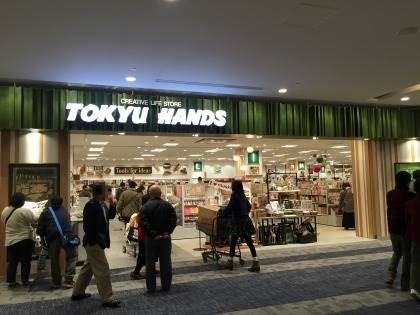 CREATIVE LIFE STORE
TOKYU HANDS
Tools for ideas